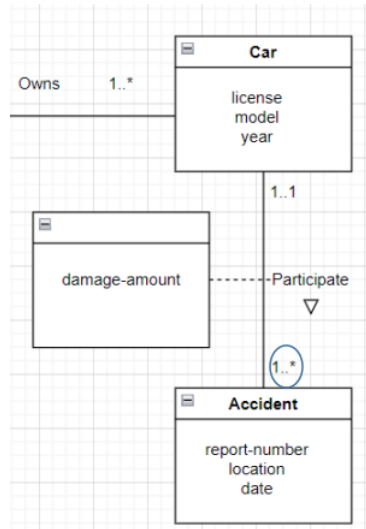 Car
Owns 1..*
license
model
year
1..1
damage-amount
Participate
1..*
Accident
report-number
location
date